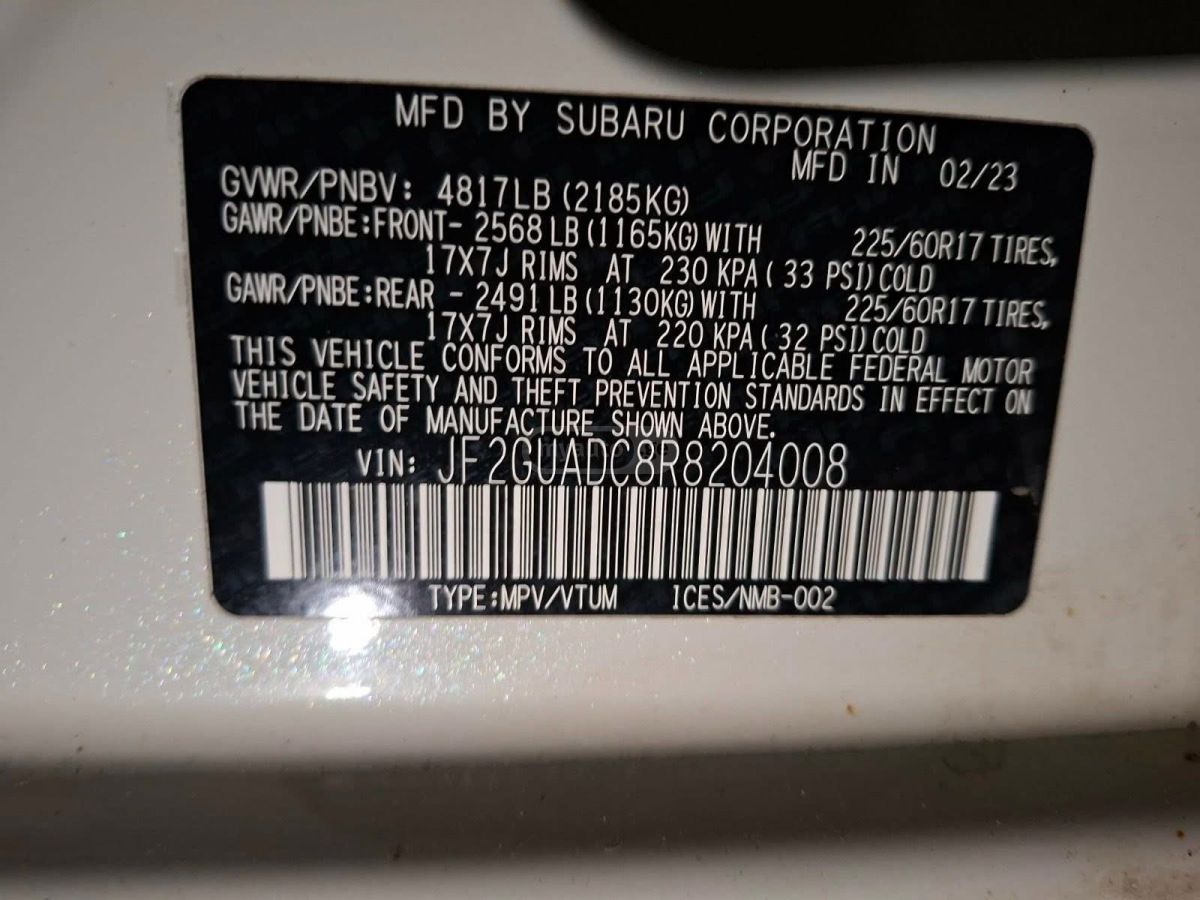 MFD BY SUBARU CORPORATION
MFD IN 02/23
GVWR/PNBV: 4817LB (2185KG)
GAWR/PNBE:FRONT- 2568 LB (1165KG) WITH 225/60R17 TIRES,
17X7J RIMS AT 230 KPA ( 33 PSI) COLD
GAWR/PNBE:REAR - 2491 LB (1130KG) WITH 225/60R17 TIRES,
17X7J RIMS AT 220 KPA ( 32 PSI) COLD
THIS VEHICLE CONFORMS TO ALL APPLICABLE FEDERAL MOTOR
VEHICLE SAFETY AND THEFT PREVENTION STANDARDS IN EFFECT ON
THE DATE OF MANUFACTURE SHOWN ABOVE.
VIN: JF2GUADC8R8204008
TYPE:MPV/VTUM ICES/NMB-002